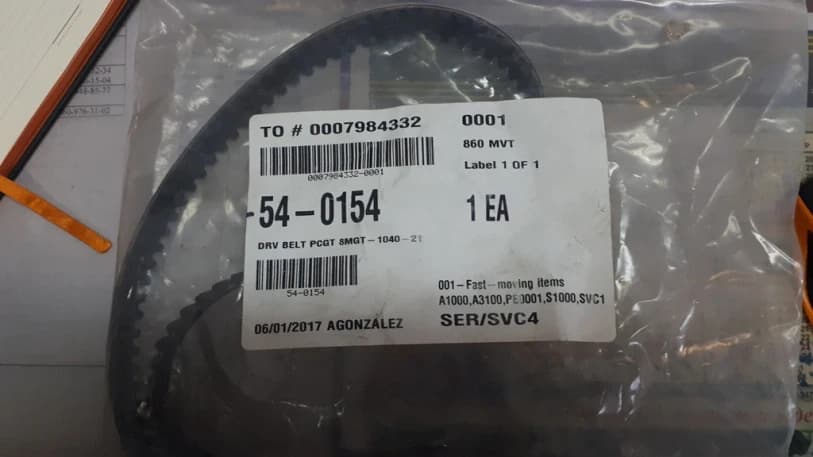 TO # 0007984332 0001
860 MVT
0007984332-0001
Label 1 OF 1
-54-0154 1 EA
DRV BELT PCGT 8MGT-1040-21
54-0154
001-Fast-moving items
A1000,A3100,PE0001,S1000,SVC1
06/01/2017 AGONZALEZ SER/SVC4